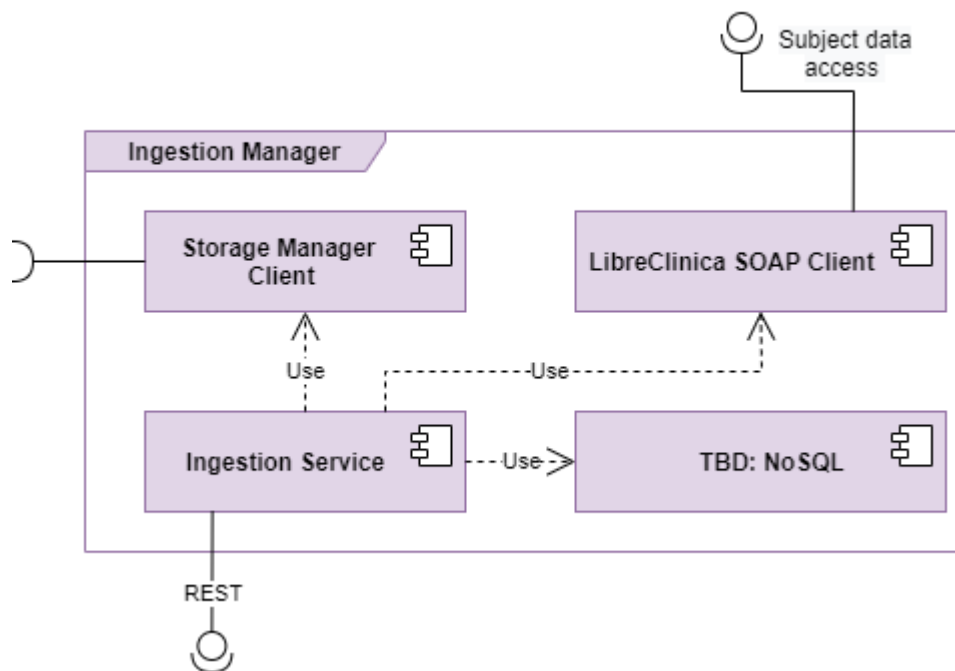 Subject data
access
Ingestion Manager
Storage Manager
Client
LibreClinica SOAP Client
Use
Use
Ingestion Service
Use
TBD: NoSQL
REST